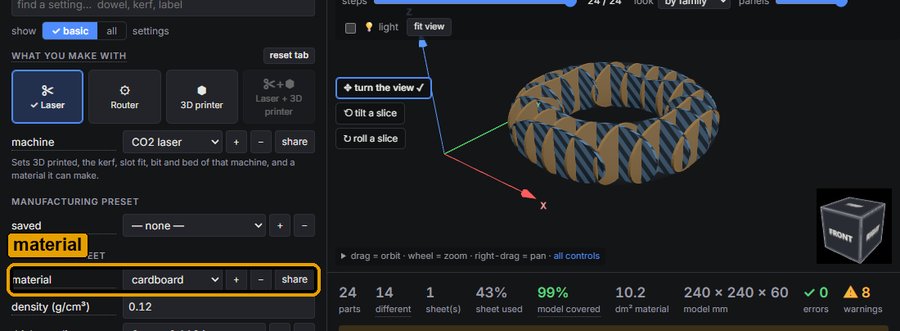 find a setting... dowel, kerf, label
show ✓ basic all settings
WHAT YOU MAKE WITH reset tab
✓ Laser
Router
3D printer
Laser + 3D printer
machine CO2 laser + − share
Sets 3D printed, the kerf, slot fit, bit and bed of that machine, and a
material it can make.
MANUFACTURING PRESET
saved — none — + −
material
EET
material cardboard + − share
density (g/cm³) 0.12
steps 24 / 24 look by family panels
light fit view
Z
✥ turn the view ✓
tilt a slice
↻ roll a slice
Y
X
FRONT
RIGHT
▶ drag = orbit · wheel = zoom · right-drag = pan · all controls
24 14 1 43% 99% 10.2 240 × 240 × 60 ✓ 0 ⚠ 8
parts different sheet(s) sheet used model covered dm² material model mm errors warnings